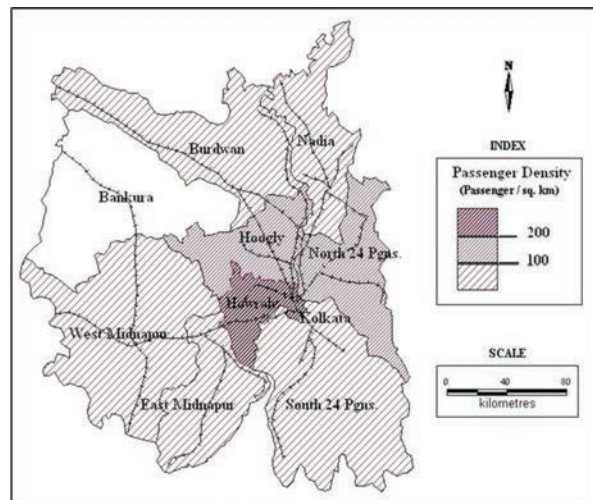 N
INDEX
Passenger Density
(Passenger / sq. km)
200
100
SCALE
0 40 80
kilometres
Burdwan
Nadia
Bankura
Hoogly
North 24 Pgns.
Howrah
Kolkata
West Midnapur
East Midnapur
South 24 Pgns.